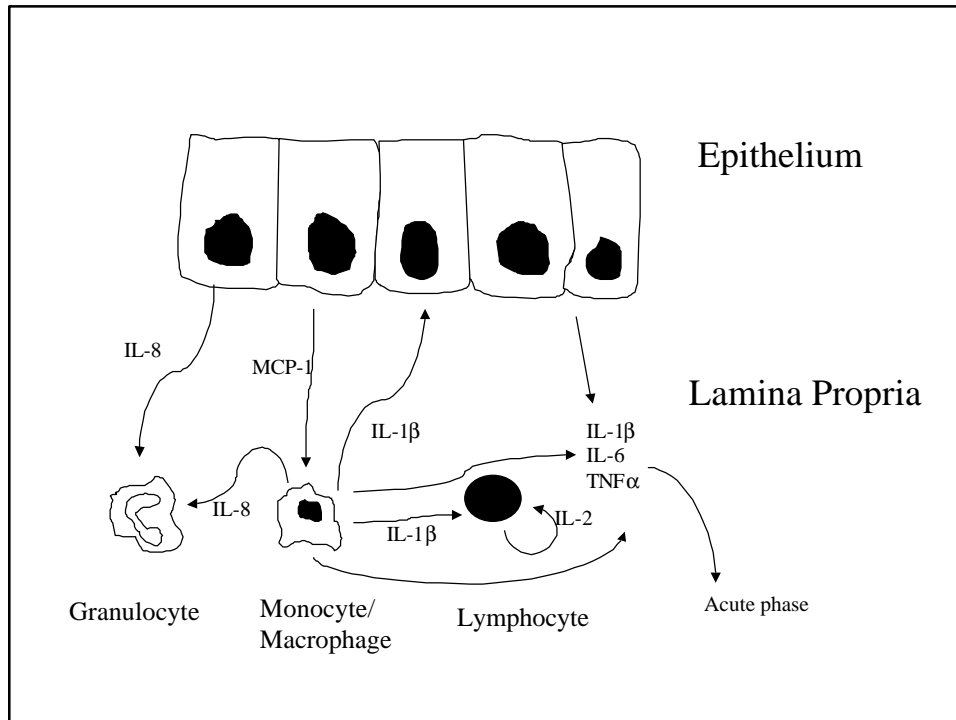 Epithelium
IL-8
MCP-1
Lamina Propria
IL-1β
IL-1β
IL-6
TNFα
IL-8
IL-1β
IL-2
Granulocyte
Monocyte/
Macrophage
Lymphocyte
Acute phase